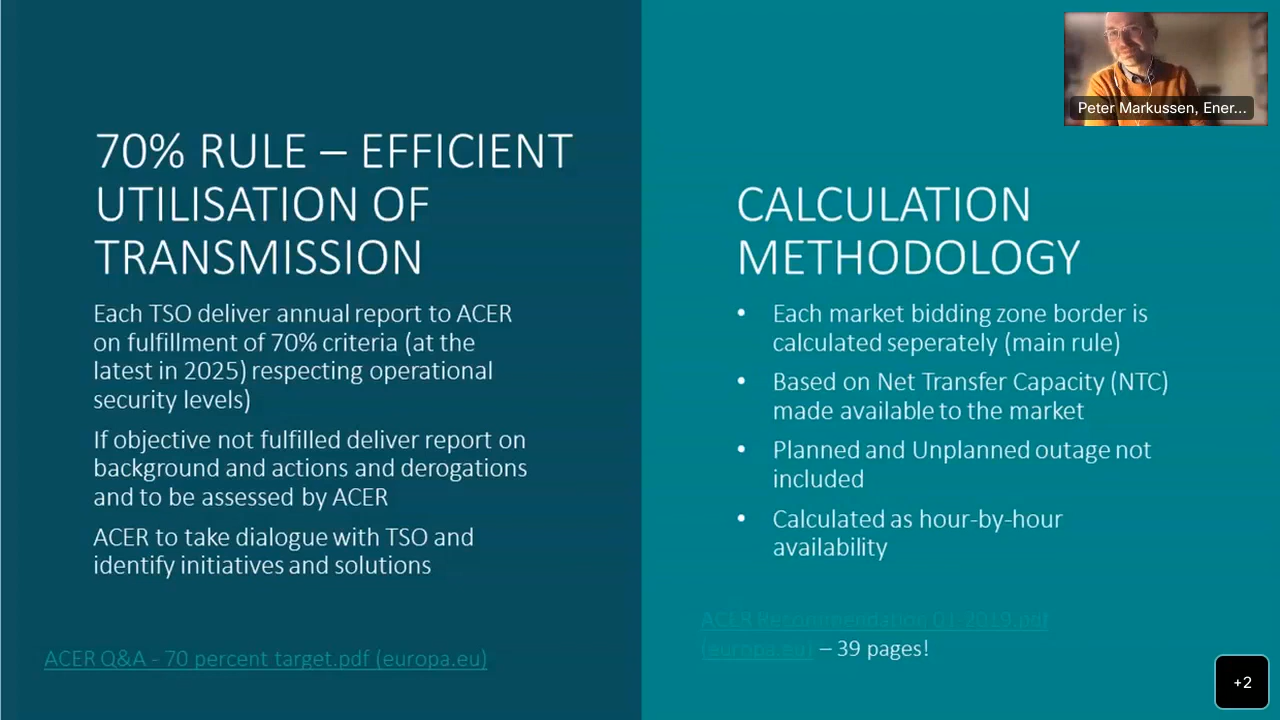 70% RULE – EFFICIENT
UTILISATION OF
TRANSMISSION
Each TSO deliver annual report to ACER
on fulfillment of 70% criteria (at the
latest in 2025) respecting operational
security levels)
If objective not fulfilled deliver report on
background and actions and derogations
and to be assessed by ACER
ACER to take dialogue with TSO and
identify initiatives and solutions
ACER Q&A - 70 percent target.pdf (europa.eu)
CALCULATION
METHODOLOGY
• Each market bidding zone border is
calculated seperately (main rule)
• Based on Net Transfer Capacity (NTC)
made available to the market
• Planned and Unplanned outage not
included
• Calculated as hour-by-hour
availability
ACER Recommendation 01-2019.pdf
(europa.eu) – 39 pages!
Peter Markussen, Ener...
+2